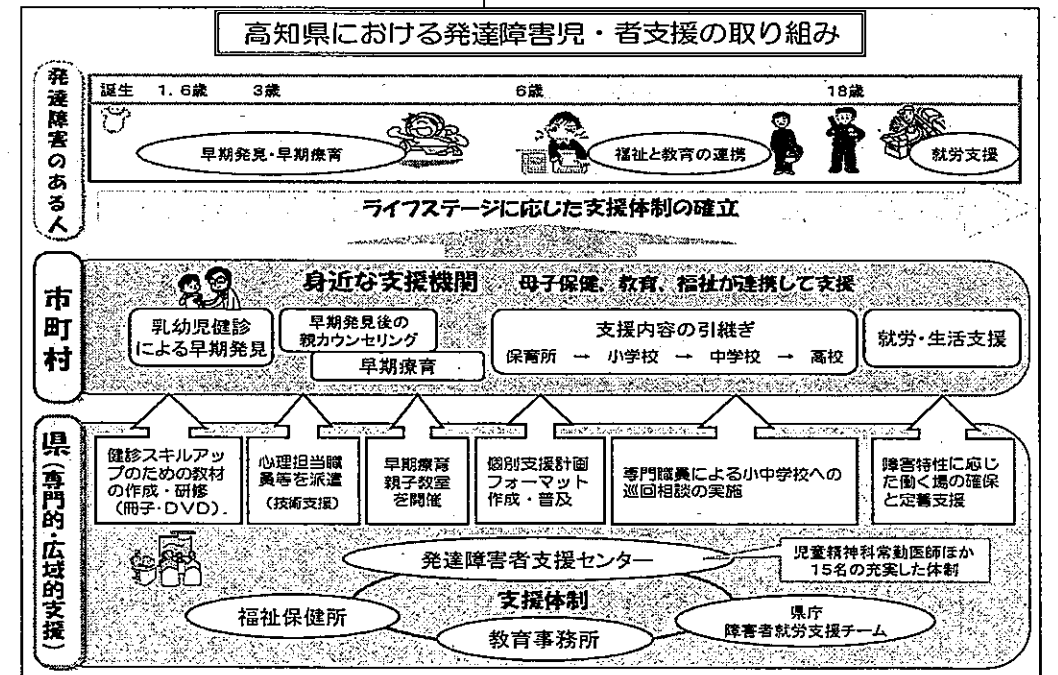 高知県における発達障害児・者支援の取り組み
発達障害のある人
誕生 1.6歳 3歳 6歳 18歳
早期発見・早期療育
福祉と教育の連携
就労支援
ライフステージに応じた支援体制の確立
市町村
身近な支援機関 母子保健、教育、福祉が連携して支援
乳幼児健診
による早期発見
早期発見後の
親カウンセリング
早期療育
支援内容の引継ぎ
保育所 → 小学校 → 中学校 → 高校
就労・生活支援
県(専門的・広域的支援)
健診スキルアッ
プのための教材
の作成・研修
(冊子・DVD)
心理担当職
員等を派遣
(技術支援)
早期療育
親子教室
を開催
個別支援計画
フォーマット
作成・普及
専門職員による小中学校への
巡回相談の実施
障害特性に応じ
た働く場の確保
と定着支援
発達障害者支援センター
児童精神科常勤医師ほか
15名の充実した体制
福祉保健所
支援体制
教育事務所
県庁
障害者就労支援チーム